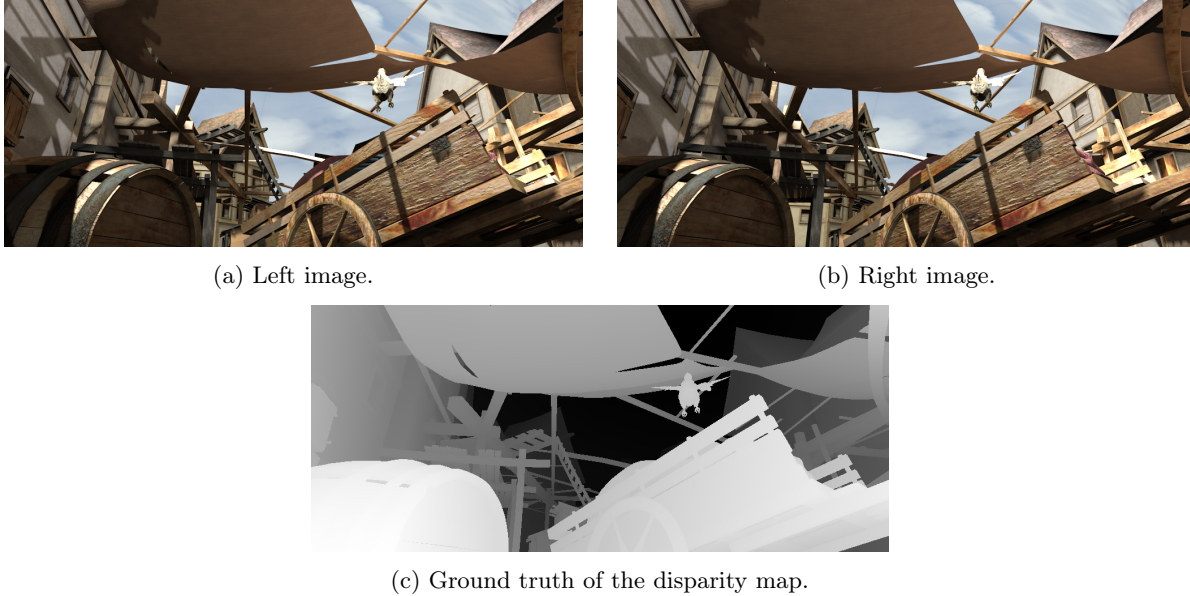 (a) Left image.
(b) Right image.
(c) Ground truth of the disparity map.